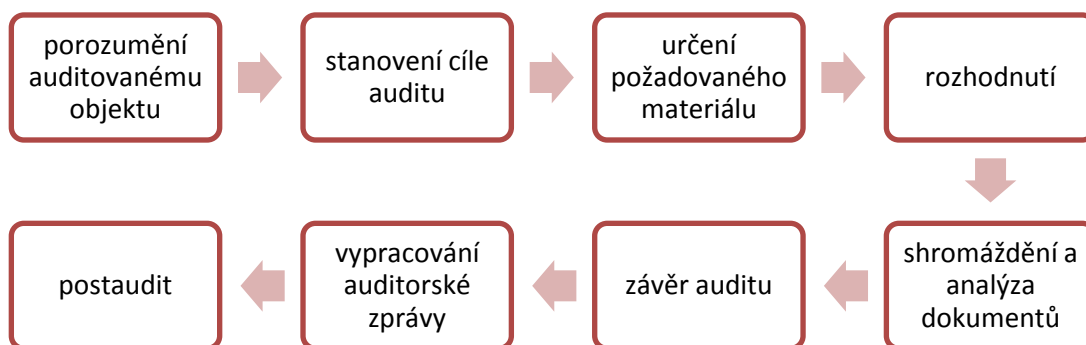 porozumění
auditovanému
objektu
stanovení cíle
auditu
určení
požadovaného
materiálu
rozhodnutí
shromáždění a
analýza
dokumentů
závěr auditu
vypracování
auditorské
zprávy
postaudit